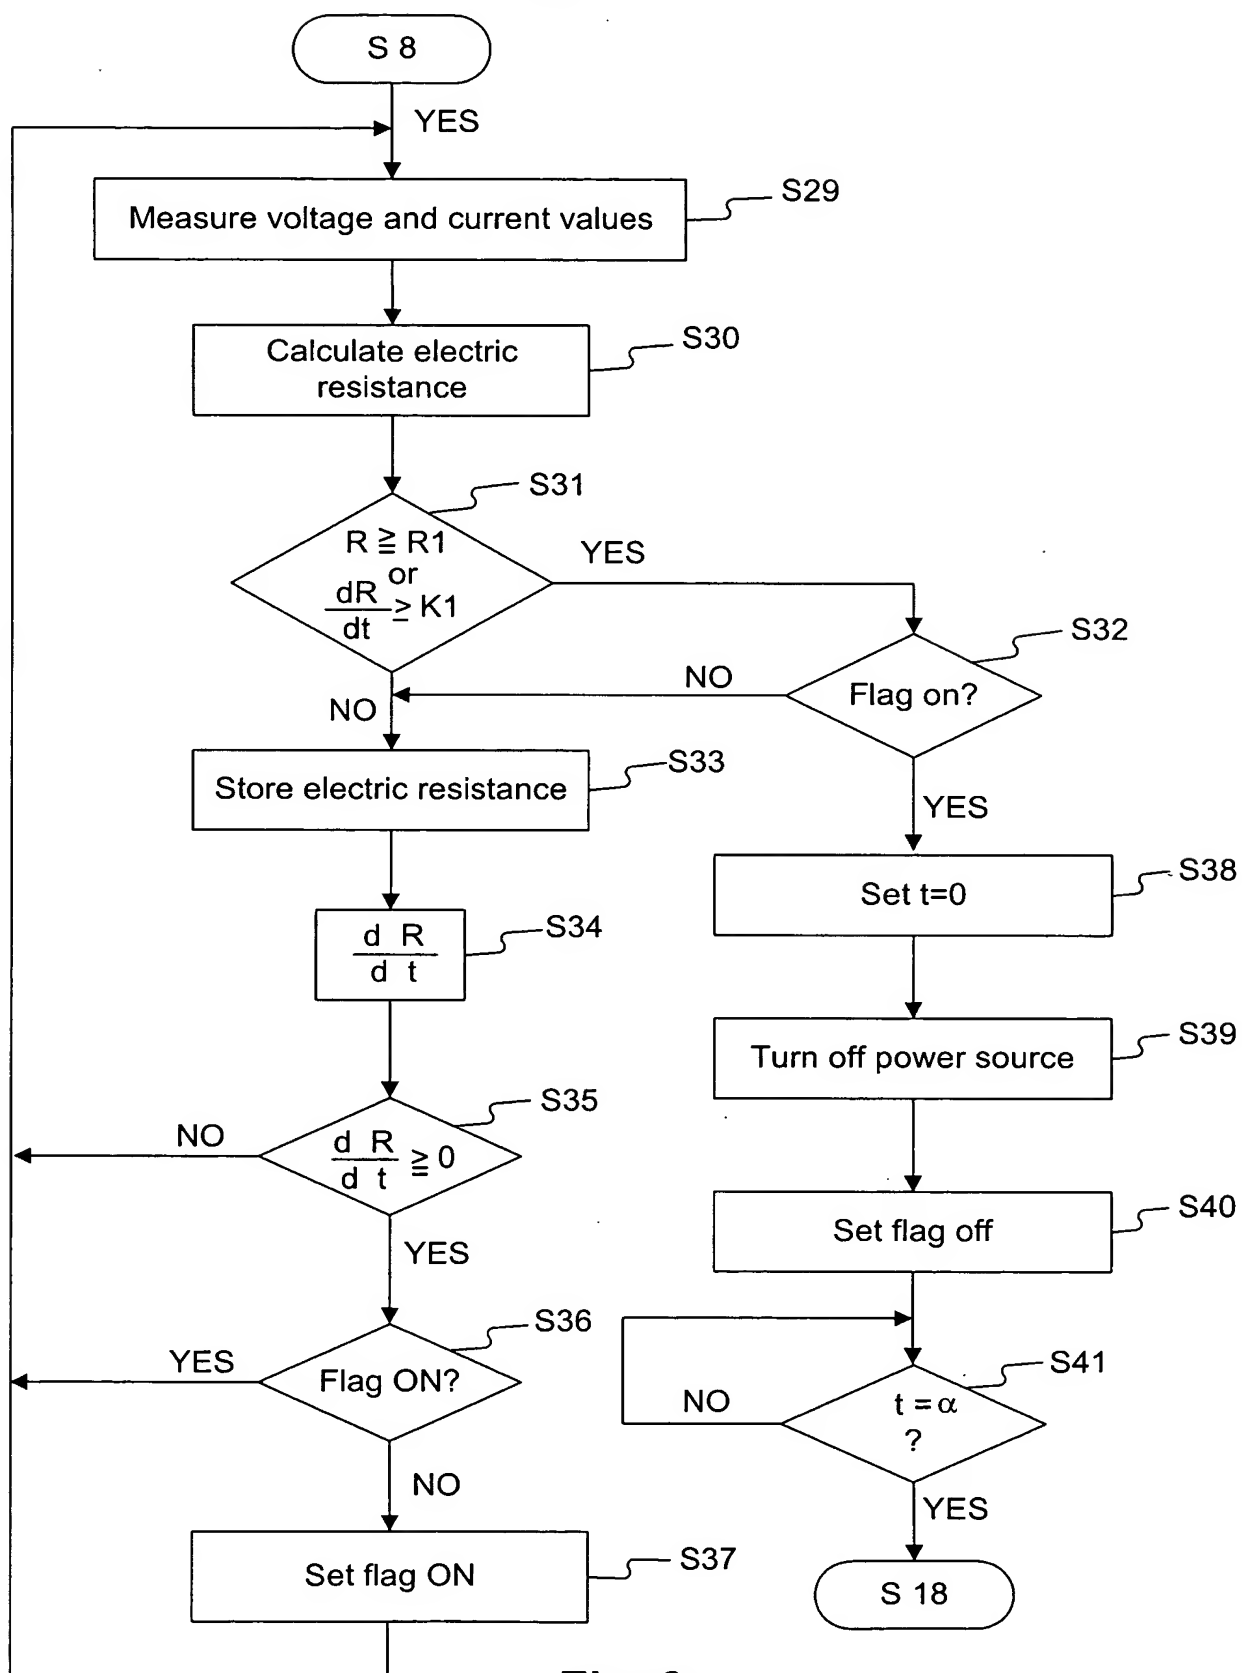 S 8
YES
Measure voltage and current values
S29
Calculate electric
resistance
S30
S31
R ≧ R1
or
dR
dt
≥ K1
YES
S32
Flag on?
NO
NO
Store electric resistance
S33
YES
Set t=0
S38
d R
d t
S34
Turn off power source
S39
S35
d R
d t
≧ 0
NO
YES
Set flag off
S40
S36
Flag ON?
YES
NO
S41
t = α
?
NO
YES
Set flag ON
S37
S 18